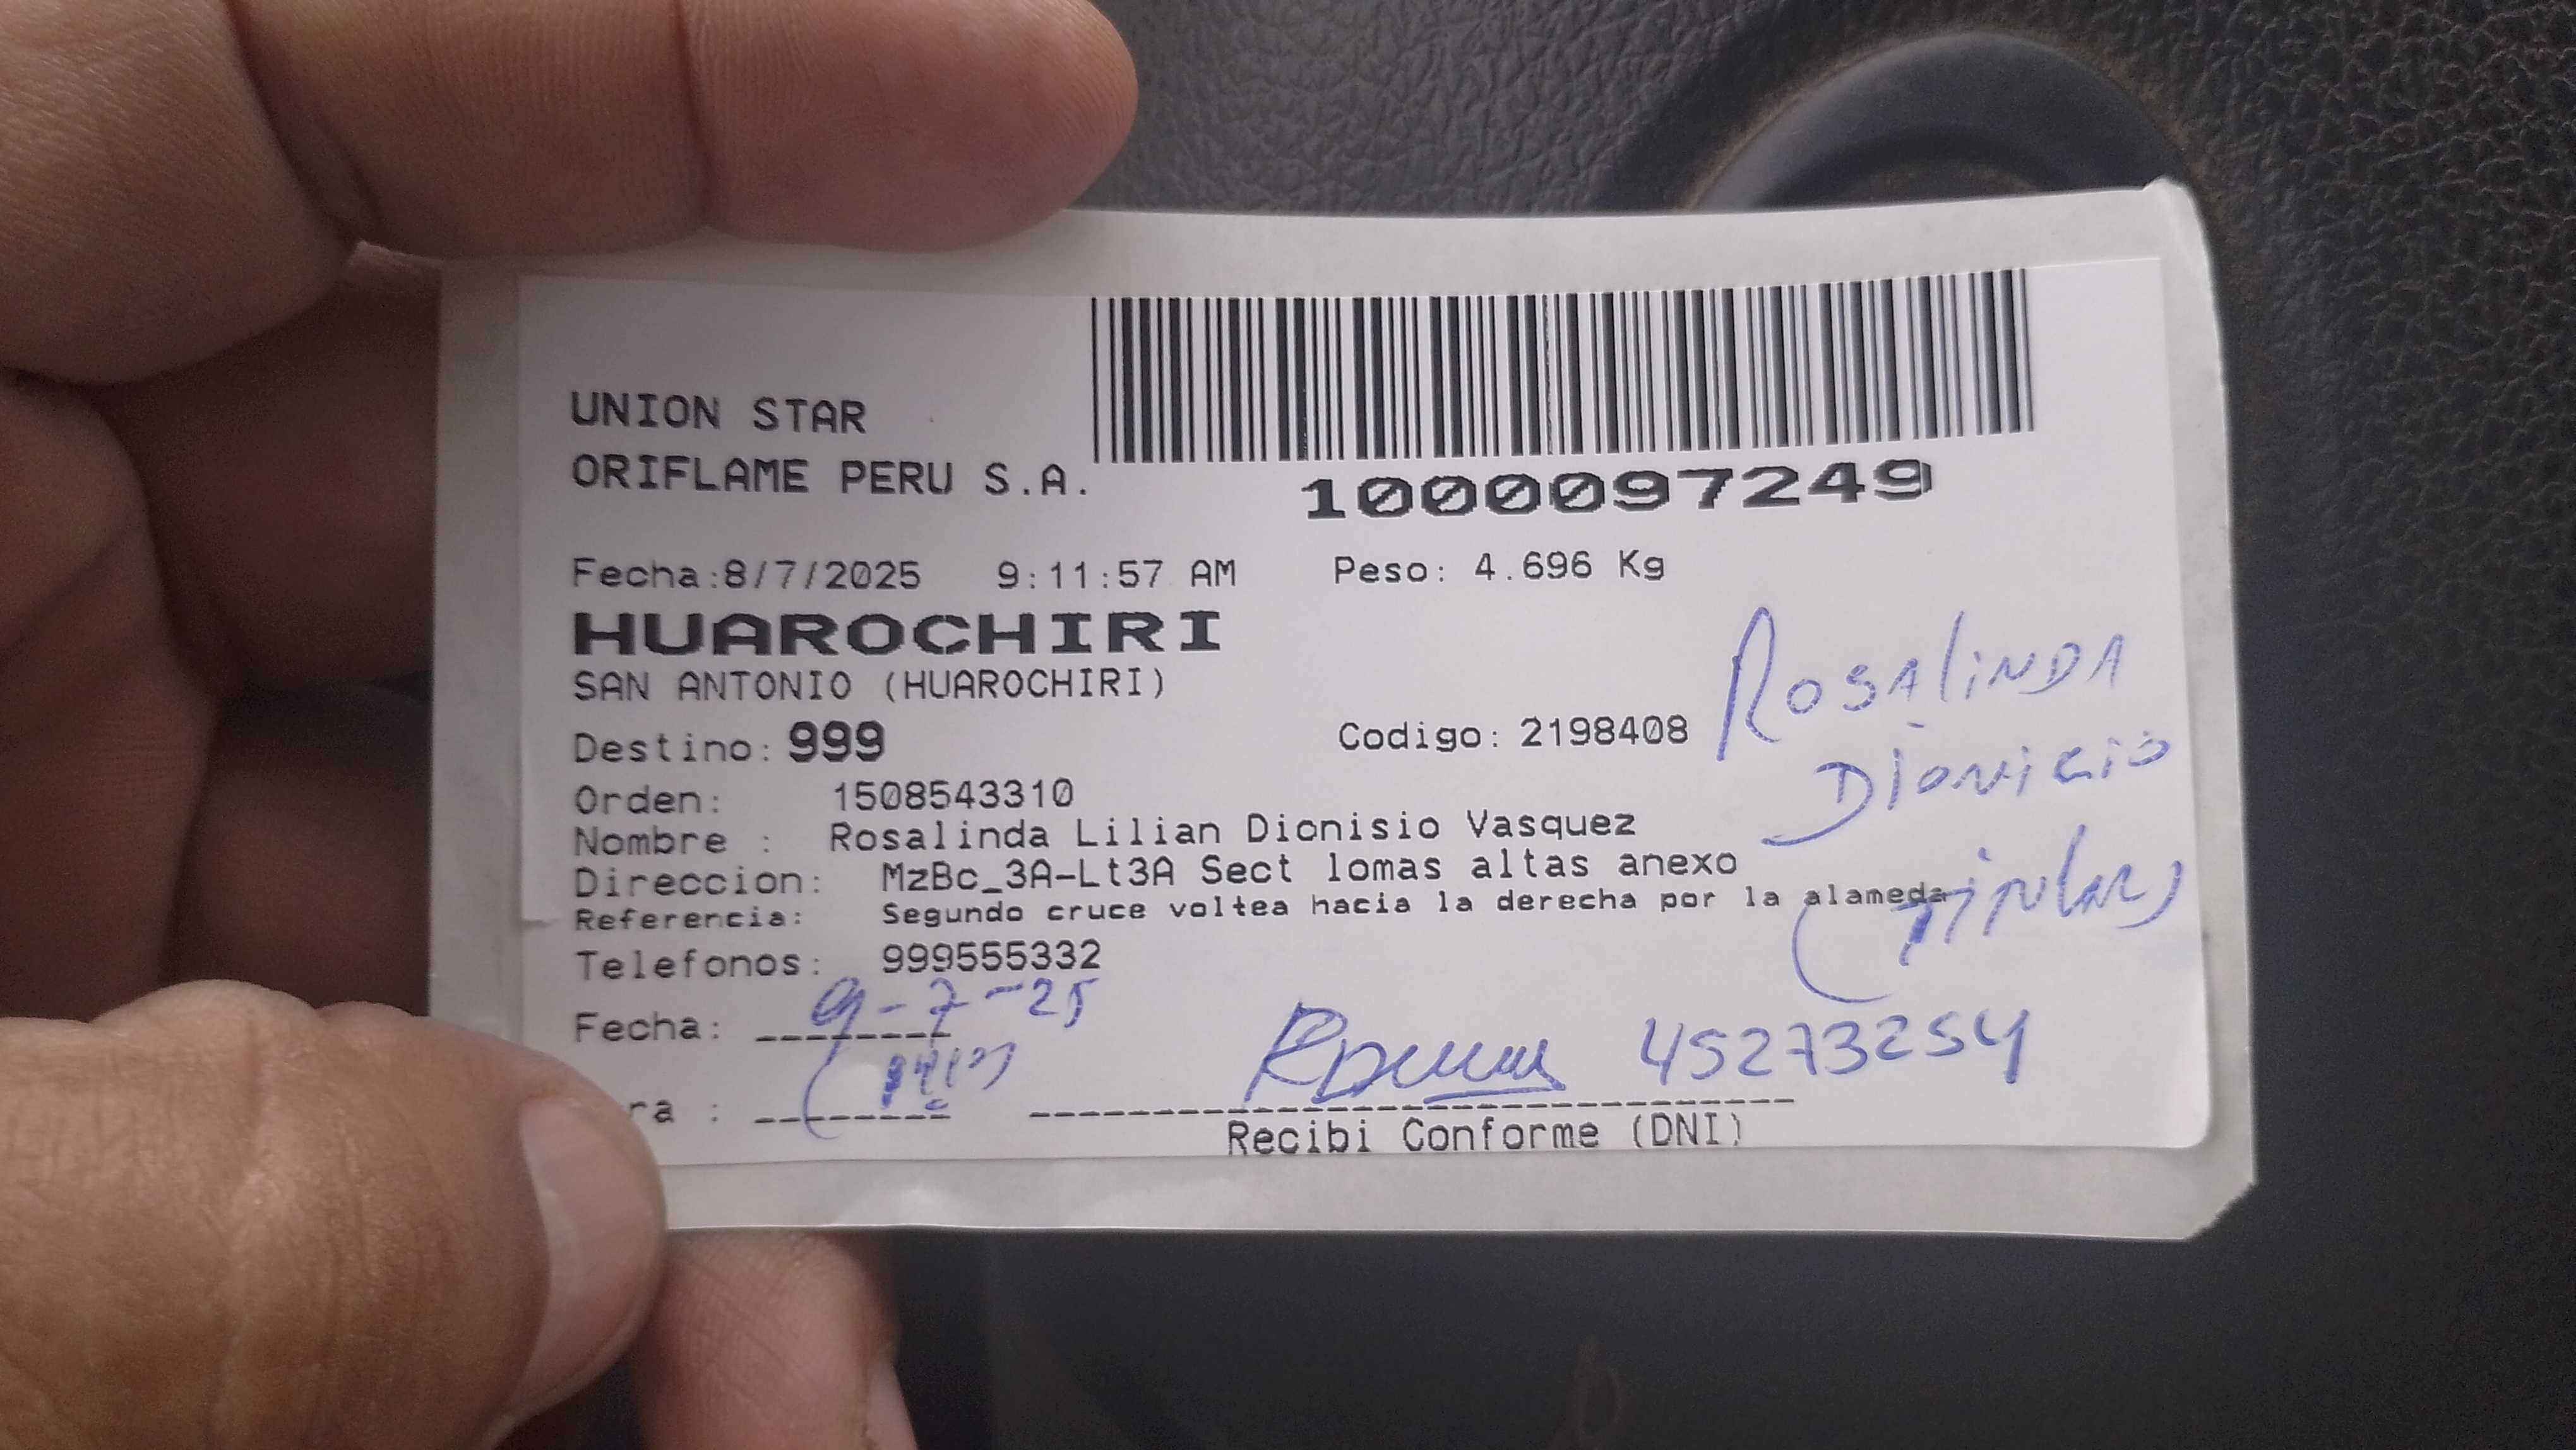 UNION STAR
ORIFLAME PERU S.A.
1000097249
Fecha:8/7/2025 9:11:57 AM Peso: 4.696 Kg
HUAROCHIRI
SAN ANTONIO (HUAROCHIRI)
Destino: 999 Codigo: 2198408
Orden: 1508543310
Nombre : Rosalinda Lilian Dionisio Vasquez
Direccion: MzBc_3A-Lt3A Sect lomas altas anexo
Referencia: Segundo cruce voltea hacia la derecha por la alameda
Telefonos: 999555332
Fecha: 9-7-25
ra :
45273254
Recibi Conforme (DNI)
ROSALINDA
DIONICIO
(TITULAR)